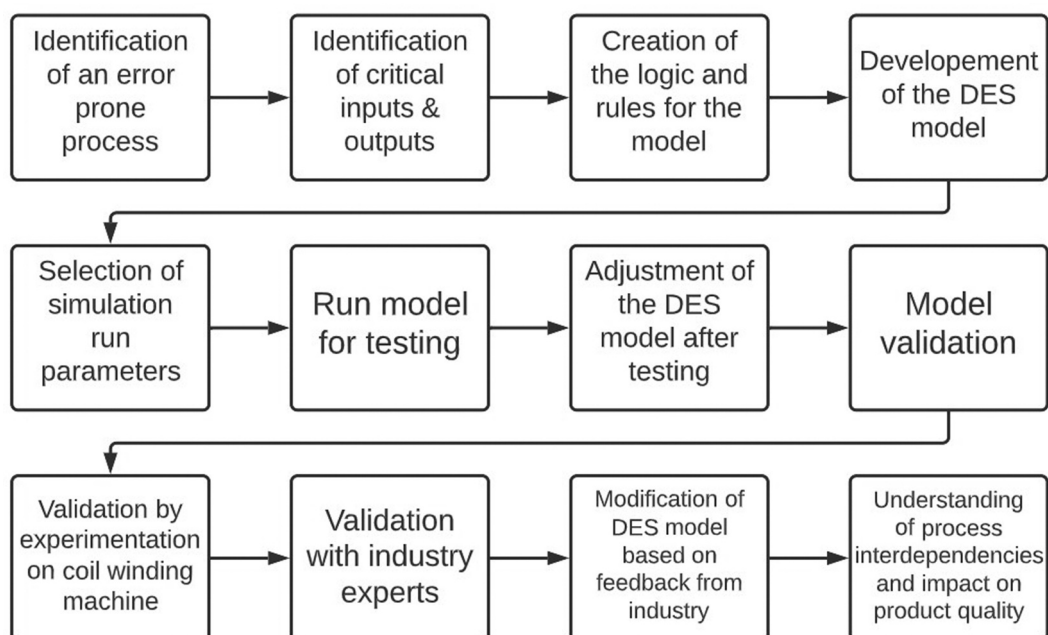 Identification
of an error
prone
process
Identification
of critical
inputs &
outputs
Creation of
the logic and
rules for the
model
Developement
of the DES
model
Selection of
simulation
run
parameters
Run model
for testing
Adjustment of
the DES
model after
testing
Model
validation
Validation by
experimentation
on coil winding
machine
Validation
with industry
experts
Modification of
DES model
based on
feedback from
industry
Understanding
of process
interdependencies
and impact on
product quality